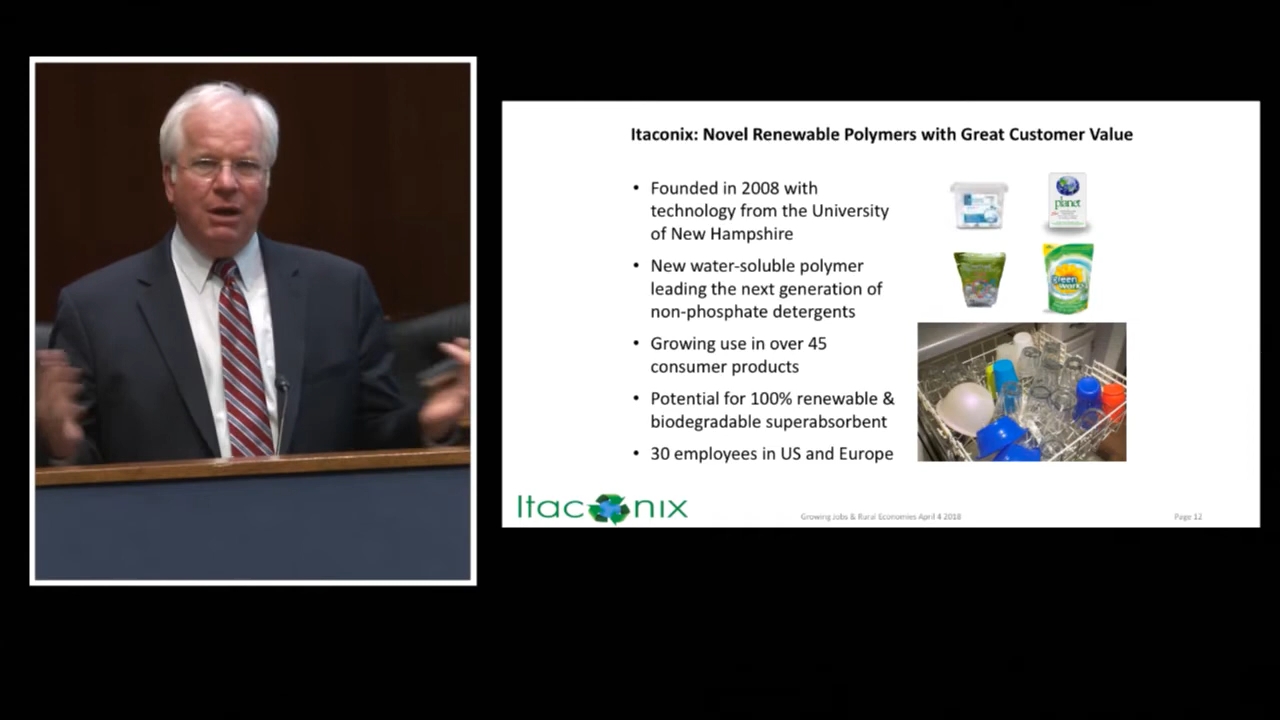 Itaconix: Novel Renewable Polymers with Great Customer Value
• Founded in 2008 with
technology from the University
of New Hampshire
• New water-soluble polymer
leading the next generation of
non-phosphate detergents
• Growing use in over 45
consumer products
• Potential for 100% renewable &
biodegradable superabsorbent
• 30 employees in US and Europe
planet
green
works
Itaconix
Growing Jobs & Rural Economies April 4 2018
Page 12